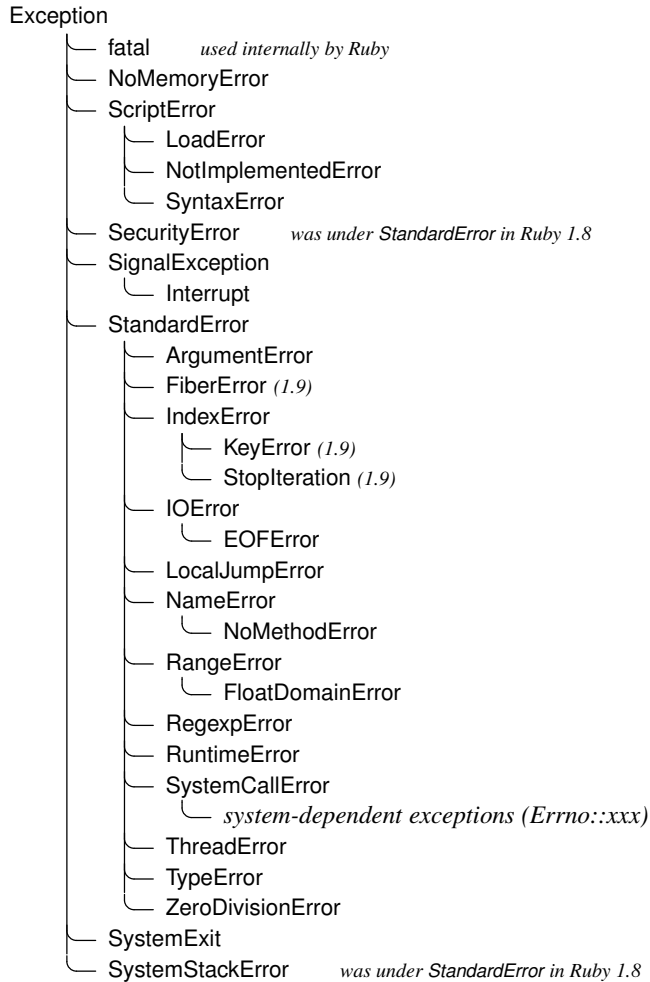 Exception
fatal used internally by Ruby
NoMemoryError
ScriptError
LoadError
NotImplementedError
SyntaxError
SecurityError was under StandardError in Ruby 1.8
SignalException
Interrupt
StandardError
ArgumentError
FiberError (1.9)
IndexError
KeyError (1.9)
StopIteration (1.9)
IOError
EOFError
LocalJumpError
NameError
NoMethodError
RangeError
FloatDomainError
RegexpError
RuntimeError
SystemCallError
system-dependent exceptions (Errno::xxx)
ThreadError
TypeError
ZeroDivisionError
SystemExit
SystemStackError was under StandardError in Ruby 1.8